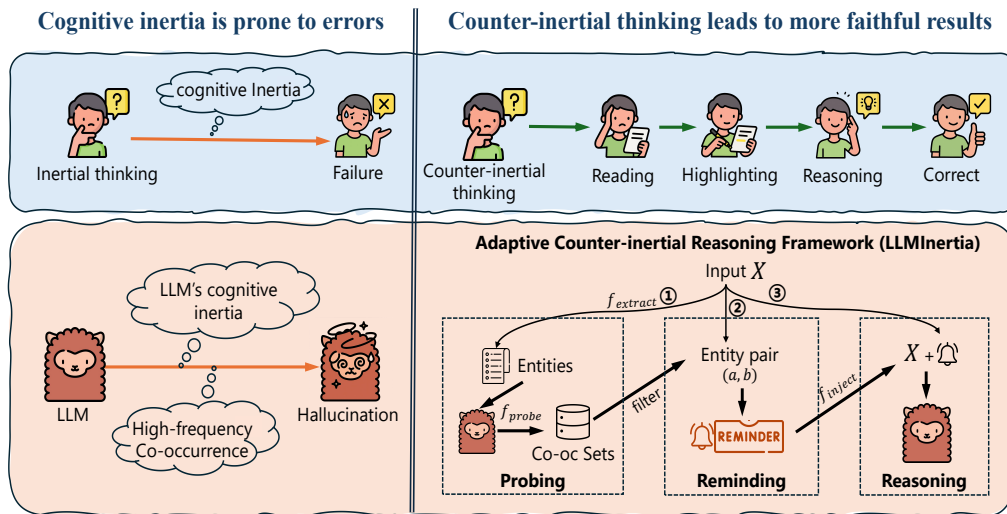 Cognitive inertia is prone to errors
Counter-inertial thinking leads to more faithful results
?
cognitive Inertia
Inertial thinking
Failure
?
Counter-inertial
thinking
Reading
Highlighting
Reasoning
Correct
LLM's cognitive
inertia
LLM
Hallucination
High-frequency
Co-occurrence
Adaptive Counter-inertial Reasoning Framework (LLMInertia)
Input X
f_extract ①
②
③
Entities
f_probe
Co-oc Sets
Probing
filter
Entity pair
(a, b)
REMINDER
Reminding
f_inject
X +
Reasoning